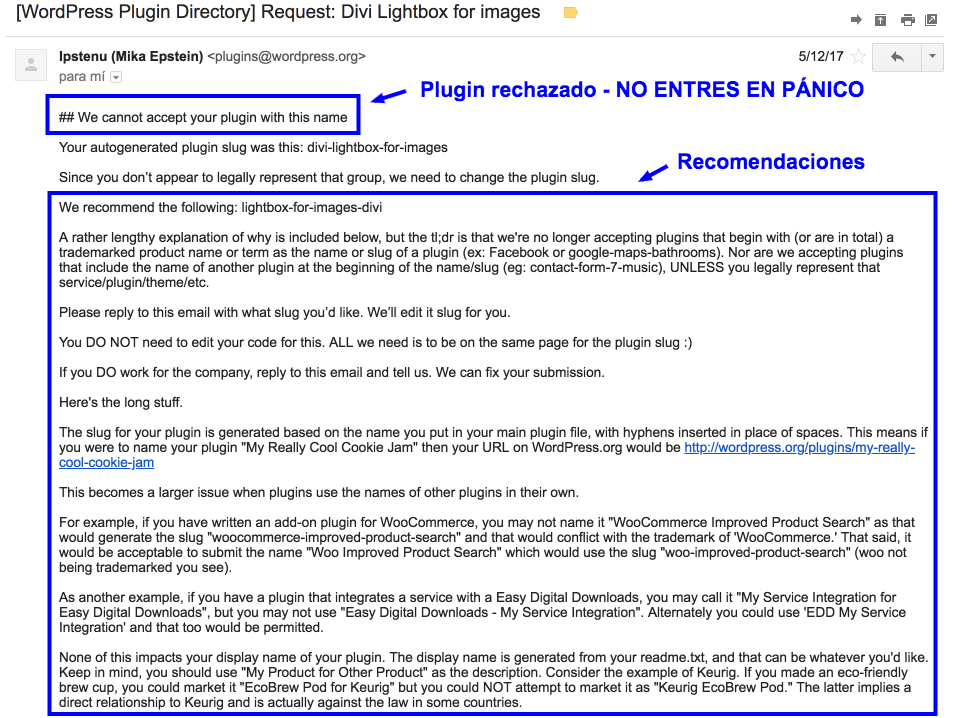 [WordPress Plugin Directory] Request: Divi Lightbox for images
Ipstenu (Mika Epstein) <plugins@wordpress.org>
5/12/17
para mí
Plugin rechazado - NO ENTRES EN PÁNICO
## We cannot accept your plugin with this name
Your autogenerated plugin slug was this: divi-lightbox-for-images
Recomendaciones
Since you don’t appear to legally represent that group, we need to change the plugin slug.
We recommend the following: lightbox-for-images-divi
A rather lengthy explanation of why is included below, but the tl;dr is that we're no longer accepting plugins that begin with (or are in total) a
trademarked product name or term as the name or slug of a plugin (ex: Facebook or google-maps-bathrooms). Nor are we accepting plugins
that include the name of another plugin at the beginning of the name/slug (eg: contact-form-7-music), UNLESS you legally represent that
service/plugin/theme/etc.
Please reply to this email with what slug you’d like. We’ll edit it slug for you.
You DO NOT need to edit your code for this. ALL we need is to be on the same page for the plugin slug :)
If you DO work for the company, reply to this email and tell us. We can fix your submission.
Here's the long stuff.
The slug for your plugin is generated based on the name you put in your main plugin file, with hyphens inserted in place of spaces. This means if
you were to name your plugin "My Really Cool Cookie Jam" then your URL on WordPress.org would be http://wordpress.org/plugins/my-really-
cool-cookie-jam
This becomes a larger issue when plugins use the names of other plugins in their own.
For example, if you have written an add-on plugin for WooCommerce, you may not name it "WooCommerce Improved Product Search" as that
would generate the slug "woocommerce-improved-product-search" and that would conflict with the trademark of 'WooCommerce.' That said, it
would be acceptable to submit the name "Woo Improved Product Search" which would use the slug "woo-improved-product-search" (woo not
being trademarked you see).
As another example, if you have a plugin that integrates a service with a Easy Digital Downloads, you may call it "My Service Integration for
Easy Digital Downloads", but you may not use "Easy Digital Downloads - My Service Integration". Alternately you could use 'EDD My Service
Integration' and that too would be permitted.
None of this impacts your display name of your plugin. The display name is generated from your readme.txt, and that can be whatever you'd like.
Keep in mind, you should use "My Product for Other Product" as the description. Consider the example of Keurig. If you made an eco-friendly
brew cup, you could market it "EcoBrew Pod for Keurig" but you could NOT attempt to market it as "Keurig EcoBrew Pod." The latter implies a
direct relationship to Keurig and is actually against the law in some countries.